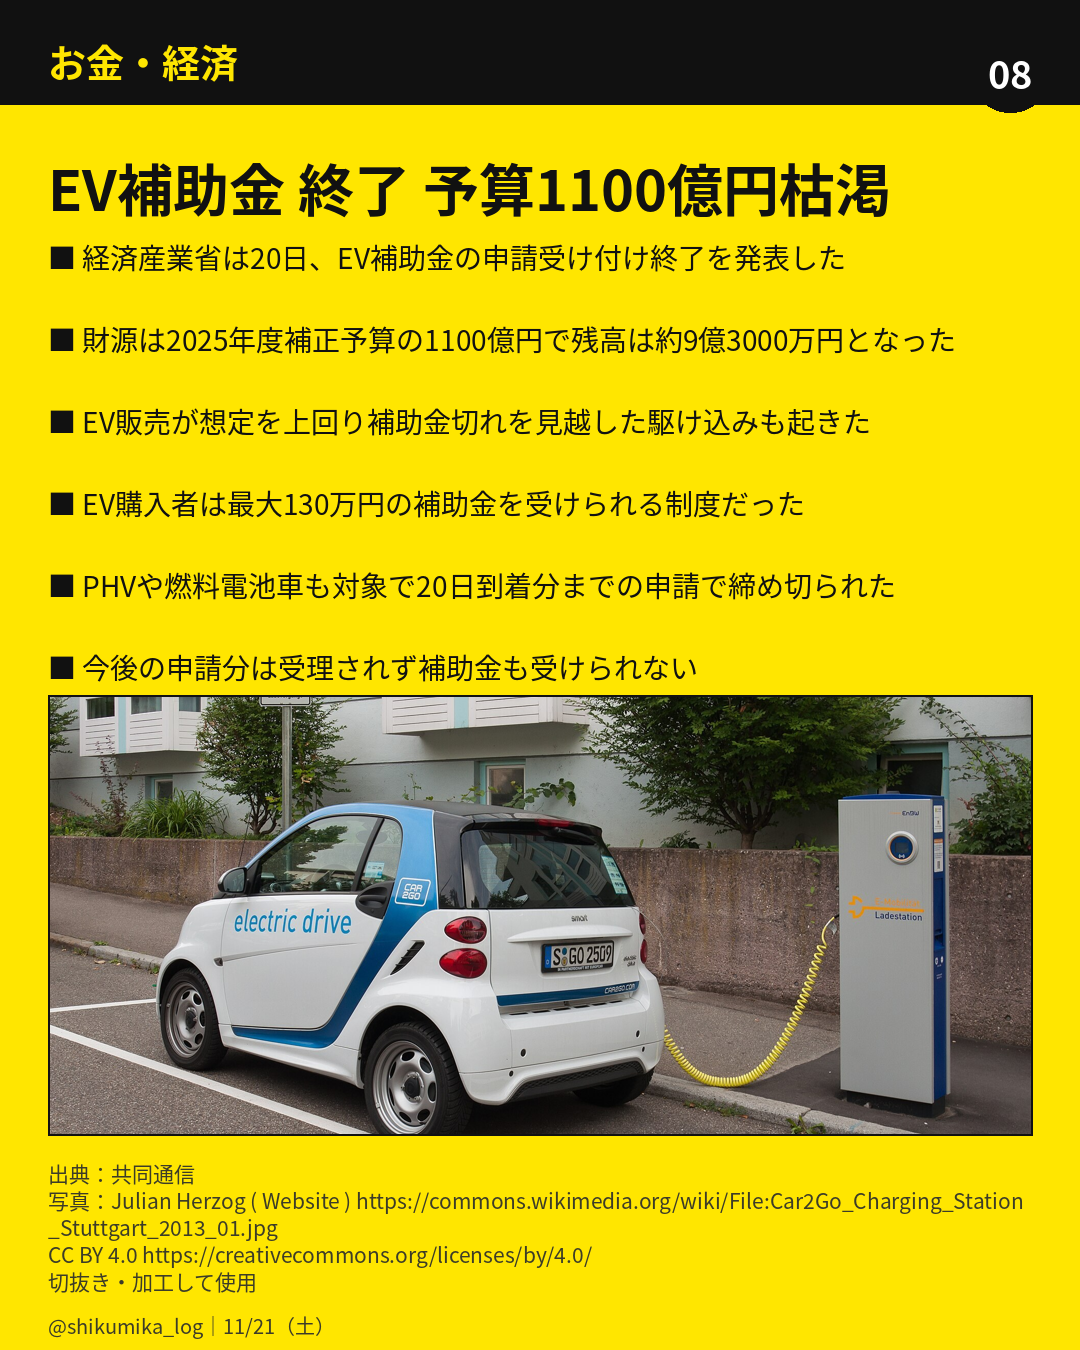 お金・経済
08
EV補助金 終了 予算1100億円枯渇
■ 経済産業省は20日、EV補助金の申請受け付け終了を発表した
■ 財源は2025年度補正予算の1100億円で残高は約9億3000万円となった
■ EV販売が想定を上回り補助金切れを見越した駆け込みも起きた
■ EV購入者は最大130万円の補助金を受けられる制度だった
■ PHVや燃料電池車も対象で20日到着分までの申請で締め切られた
■ 今後の申請分は受理されず補助金も受けられない
EnBW
electric drive
CAR2GO
smart
Ladestation
S GO 2509
CAR2GO.COM
出典：共同通信
写真：Julian Herzog ( Website ) https://commons.wikimedia.org/wiki/File:Car2Go_Charging_Station
_Stuttgart_2013_01.jpg
CC BY 4.0 https://creativecommons.org/licenses/by/4.0/
切抜き・加工して使用
@shikumika_log｜11/21（土）